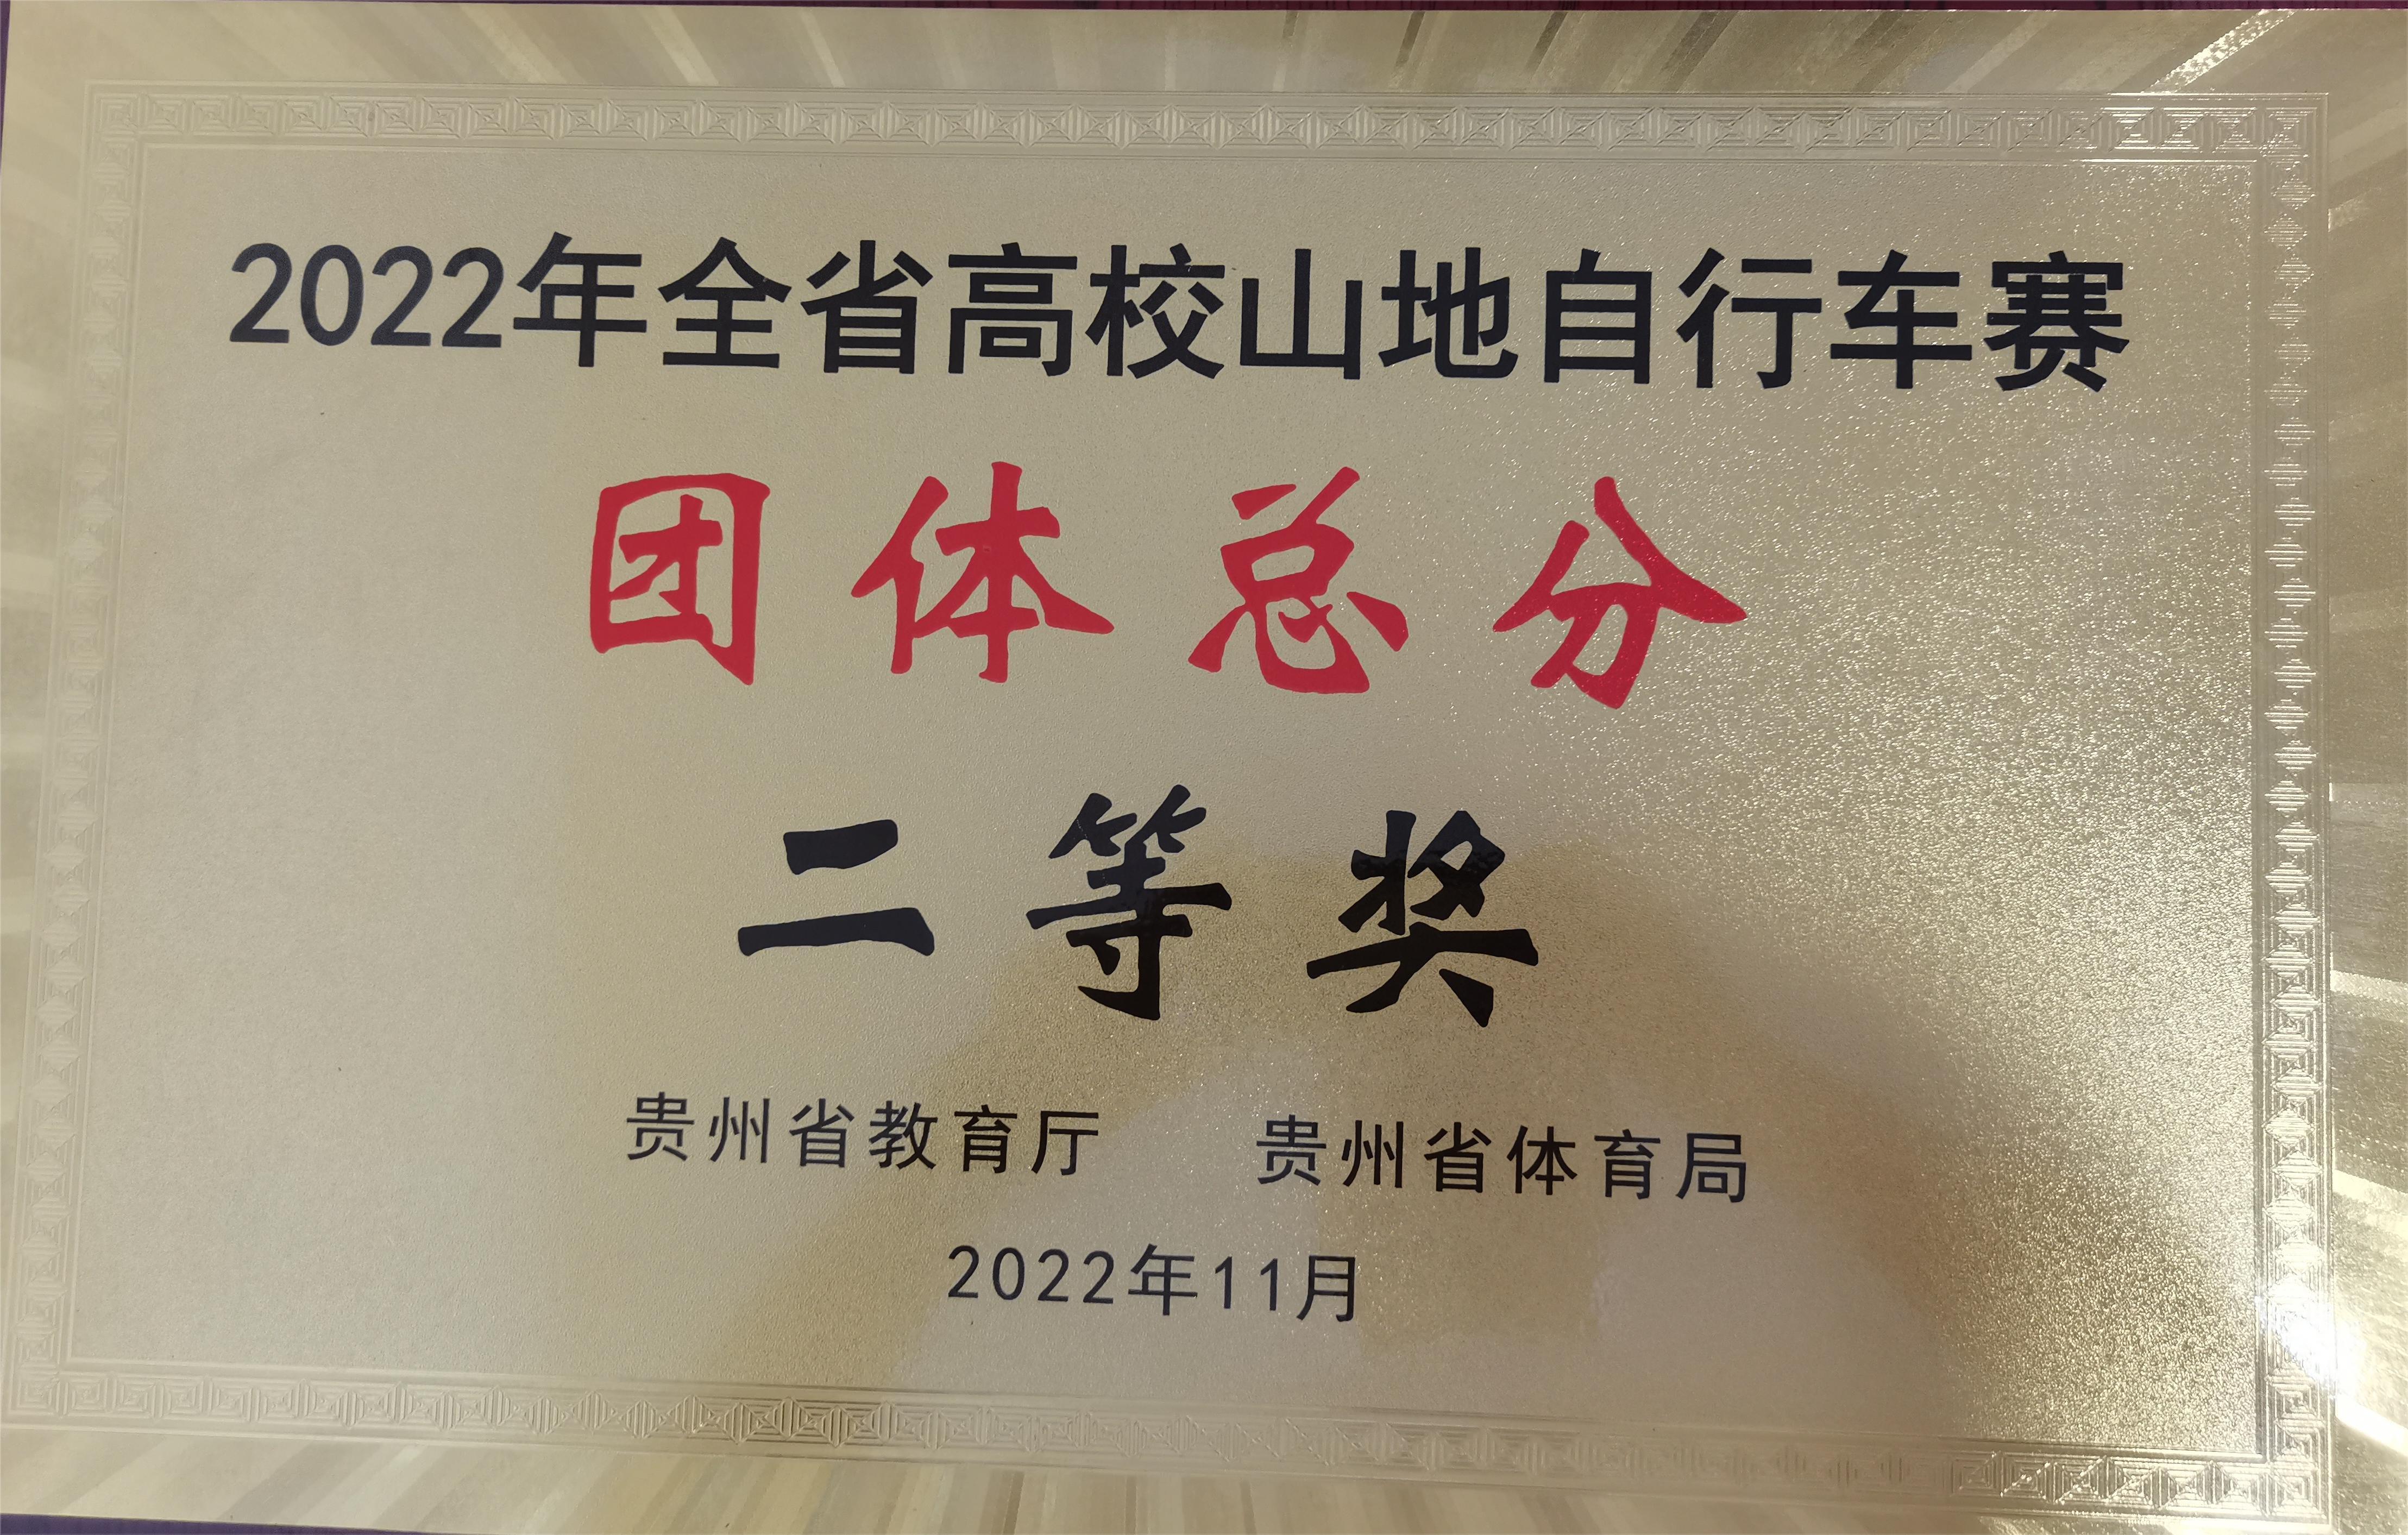 2022年全省高校山地自行车赛
团体总分
二等奖
贵州省教育厅 贵州省体育局
2022年11月